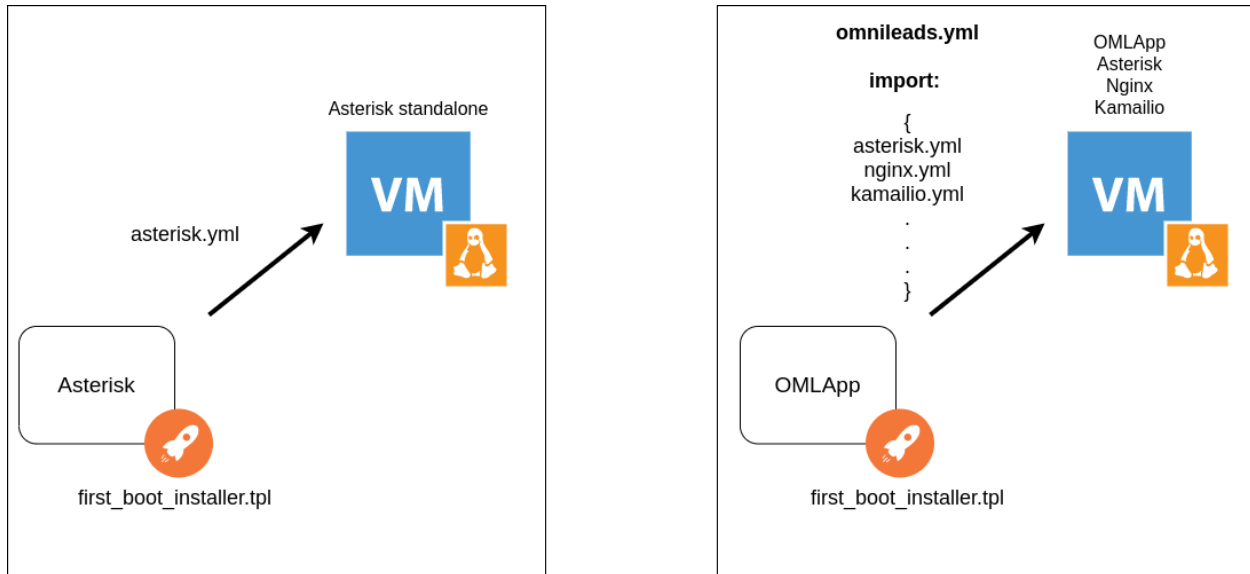 Asterisk standalone
VM
asterisk.yml
Asterisk
first_boot_installer.tpl
omnileads.yml
import:
{
asterisk.yml
nginx.yml
kamailio.yml
.
.
.
}
OMLApp
Asterisk
Nginx
Kamailio
VM
OMLApp
first_boot_installer.tpl